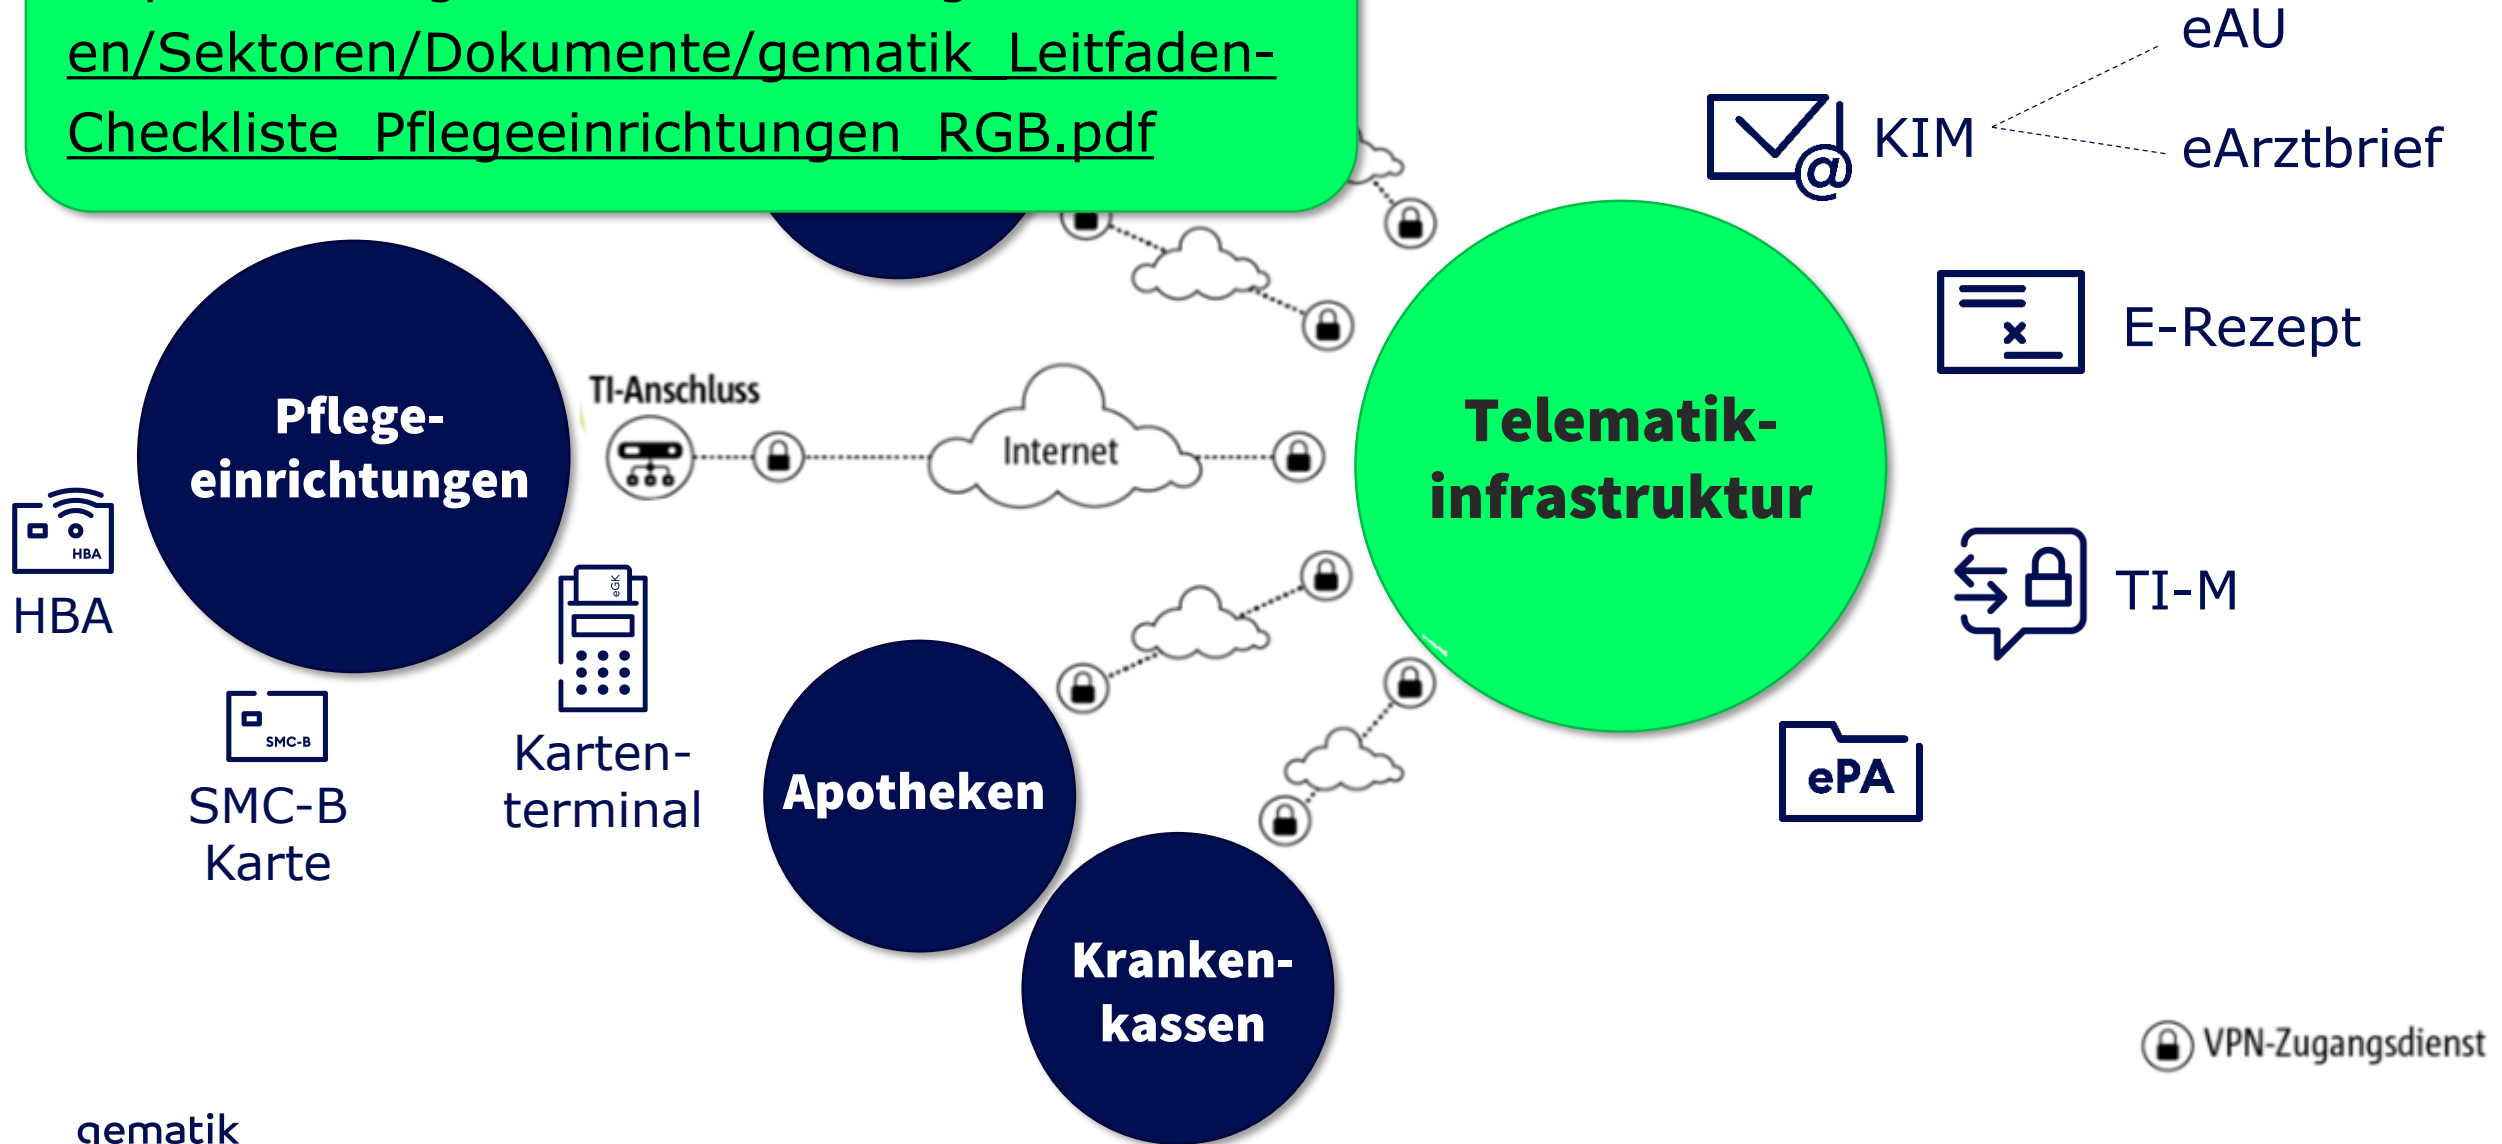 en/Sektoren/Dokumente/gematik_Leitfaden-
Checkliste_Pflegeeinrichtungen_RGB.pdf
eAU
KIM
eArztbrief
E-Rezept
TI-Anschluss
Internet
Pflege-
einrichtungen
Telematik-
infrastruktur
HBA
HBA
eGK
TI-M
SMC-B
SMC-B
Karte
Karten-
terminal
Apotheken
ePA
Kranken-
kassen
VPN-Zugangsdienst
gematik